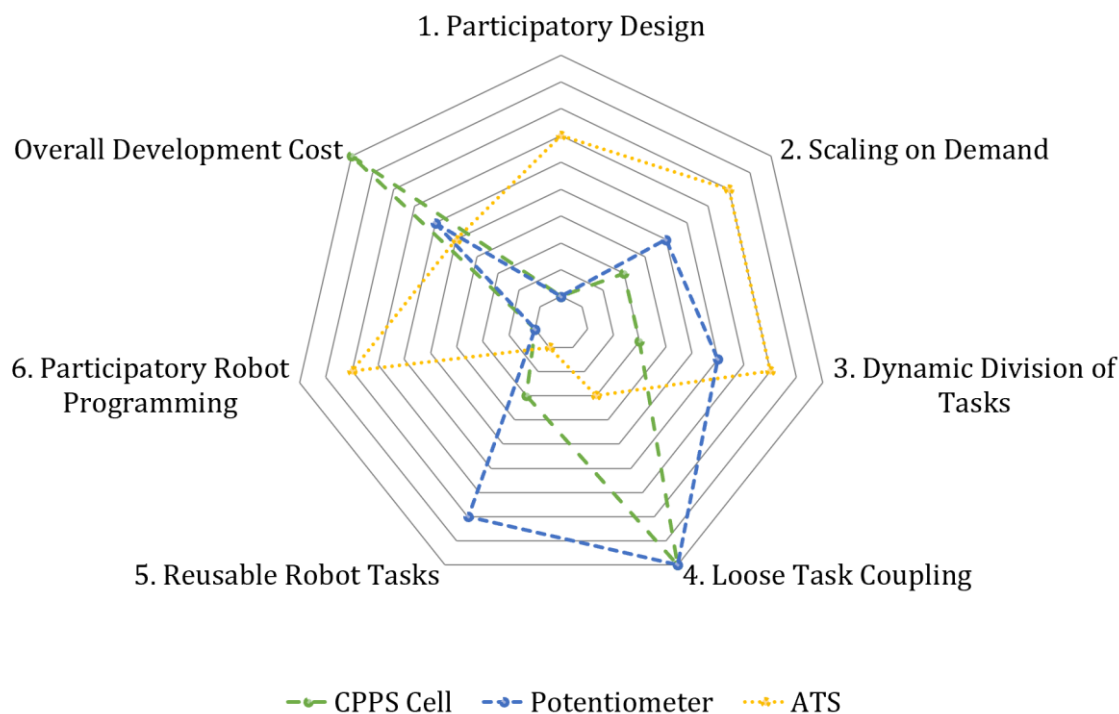 1. Participatory Design
Overall Development Cost
2. Scaling on Demand
6. Participatory Robot
Programming
3. Dynamic Division of
Tasks
5. Reusable Robot Tasks
4. Loose Task Coupling
CPPS Cell
Potentiometer
ATS